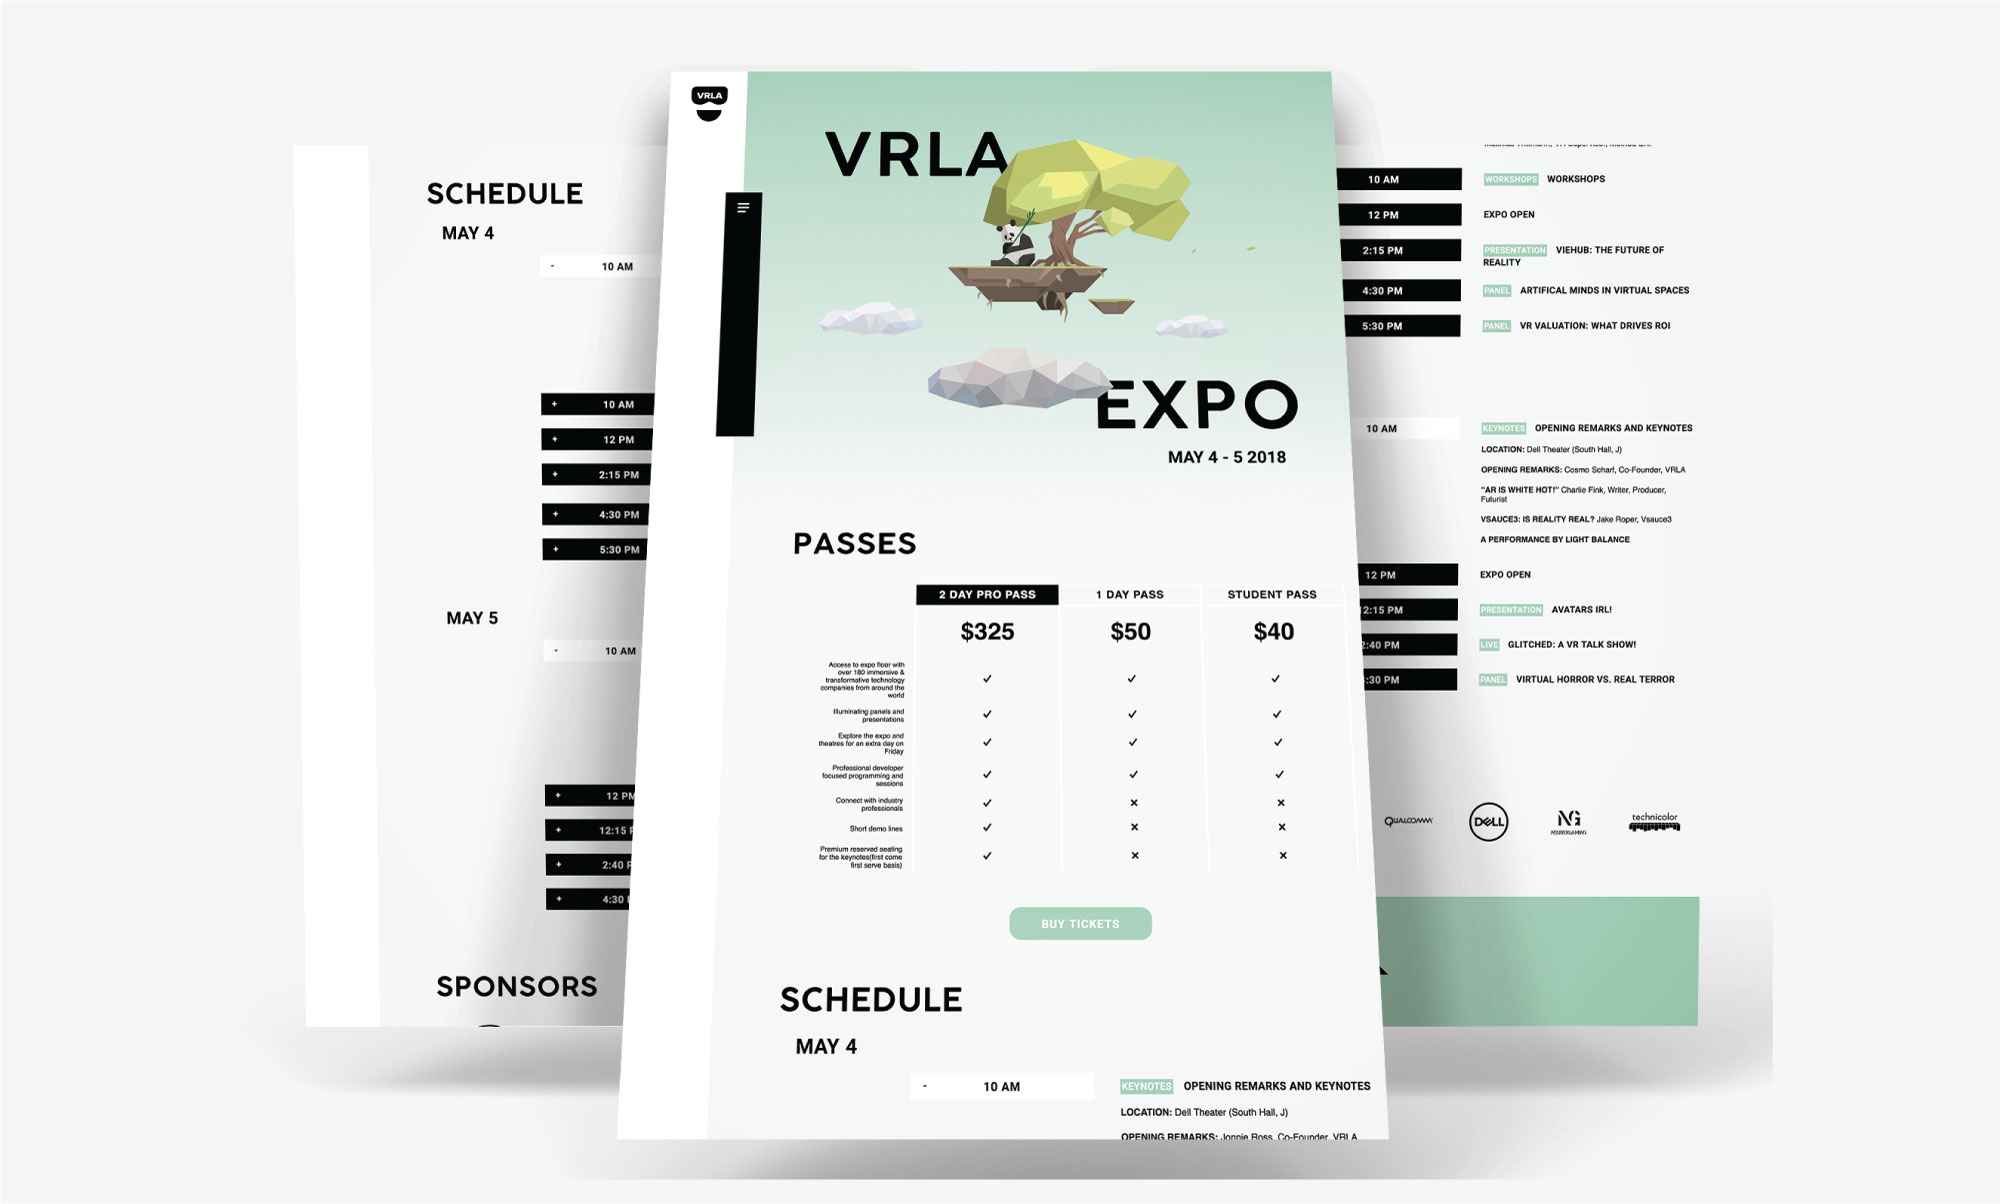 SCHEDULE
MAY 4
- 10 AM
+ 10 AM
+ 12 PM
+ 2:15 PM
+ 4:30 PM
+ 5:30 PM
MAY 5
- 10 AM
+ 12 PM
+ 12:15
+ 2:40
+ 4:30
SPONSORS
VRLA
VRLA
EXPO
MAY 4 - 5 2018
PASSES
2 DAY PRO PASS 1 DAY PASS STUDENT PASS
$325 $50 $40
Access to expo floor with
over 180 immersive &
transformative technology
companies from around the
world
Illuminating panels and
presentations
Explore the expo and
theatres for an extra day on
Friday
Professional developer
focused programming and
sessions
Connect with industry
professionals
Short demo lines
Premium reserved seating
for the keynotes(first come
first serve basis)
BUY TICKETS
SCHEDULE
MAY 4
- 10 AM KEYNOTES OPENING REMARKS AND KEYNOTES
LOCATION: Dell Theater (South Hall, J)
OPENING REMARKS: Jonnie Ross, Co-Founder, VRLA
10 AM WORKSHOPS WORKSHOPS
12 PM EXPO OPEN
2:15 PM PRESENTATION VIEHUB: THE FUTURE OF
REALITY
4:30 PM PANEL ARTIFICAL MINDS IN VIRTUAL SPACES
5:30 PM PANEL VR VALUATION: WHAT DRIVES ROI
10 AM KEYNOTES OPENING REMARKS AND KEYNOTES
LOCATION: Dell Theater (South Hall, J)
OPENING REMARKS: Cosmo Scharf, Co-Founder, VRLA
"AR IS WHITE HOT!" Charlie Fink, Writer, Producer,
Futurist
VSAUCE3: IS REALITY REAL? Jake Roper, Vsauce3
A PERFORMANCE BY LIGHT BALANCE
12 PM EXPO OPEN
12:15 PM PRESENTATION AVATARS IRL!
2:40 PM LIVE GLITCHED: A VR TALK SHOW!
:30 PM PANEL VIRTUAL HORROR VS. REAL TERROR
QUALCOMM DELL NG technicolor